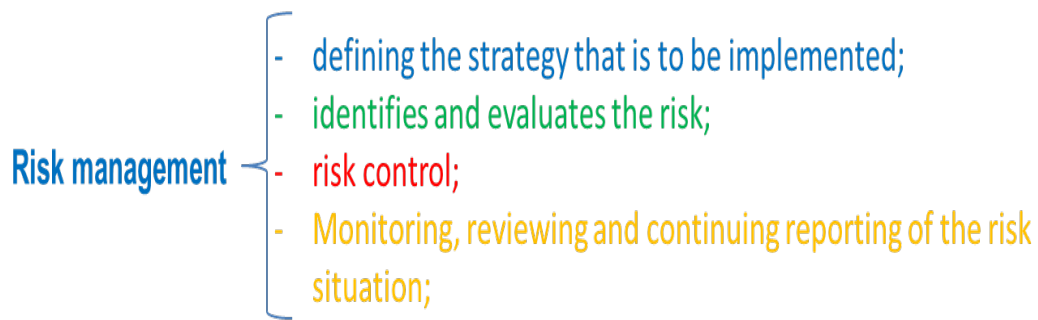 Risk management
- defining the strategy that is to be implemented;
- identifies and evaluates the risk;
- risk control;
- Monitoring, reviewing and continuing reporting of the risk
situation;